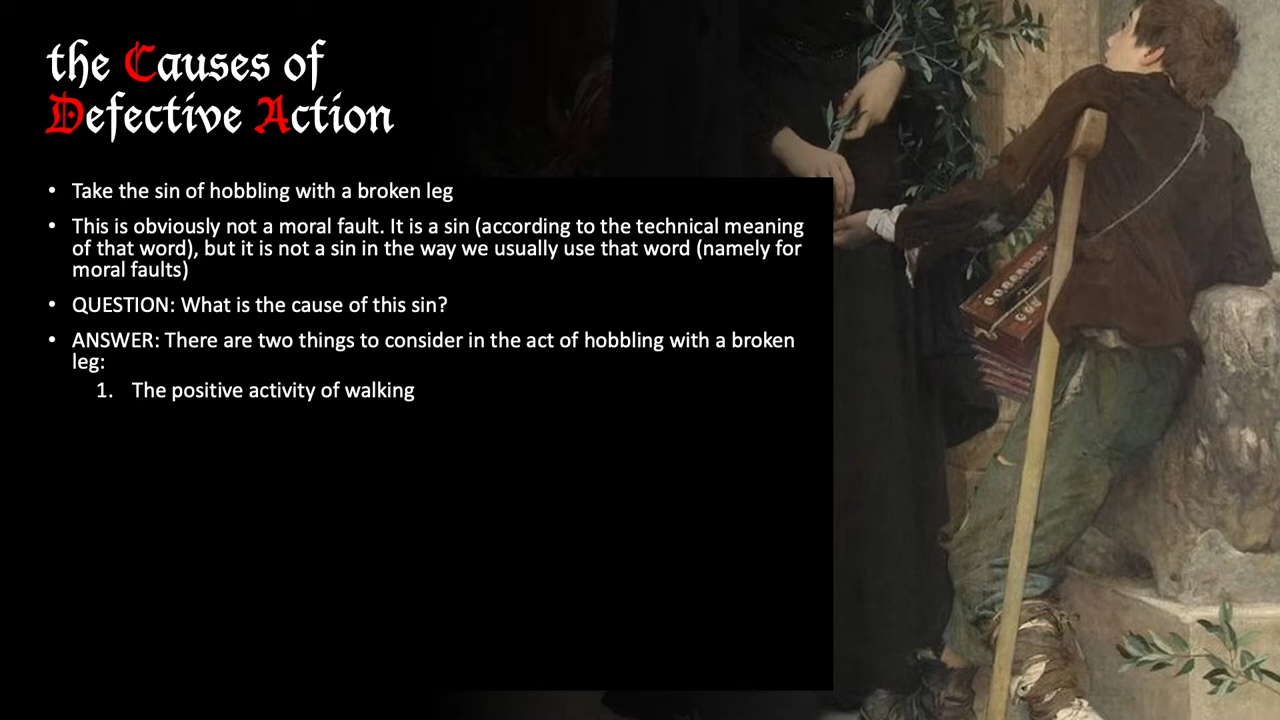 the Causes of
Defective Action
• Take the sin of hobbling with a broken leg
• This is obviously not a moral fault. It is a sin (according to the technical meaning
of that word), but it is not a sin in the way we usually use that word (namely for
moral faults)
• QUESTION: What is the cause of this sin?
• ANSWER: There are two things to consider in the act of hobbling with a broken
leg:
1. The positive activity of walking